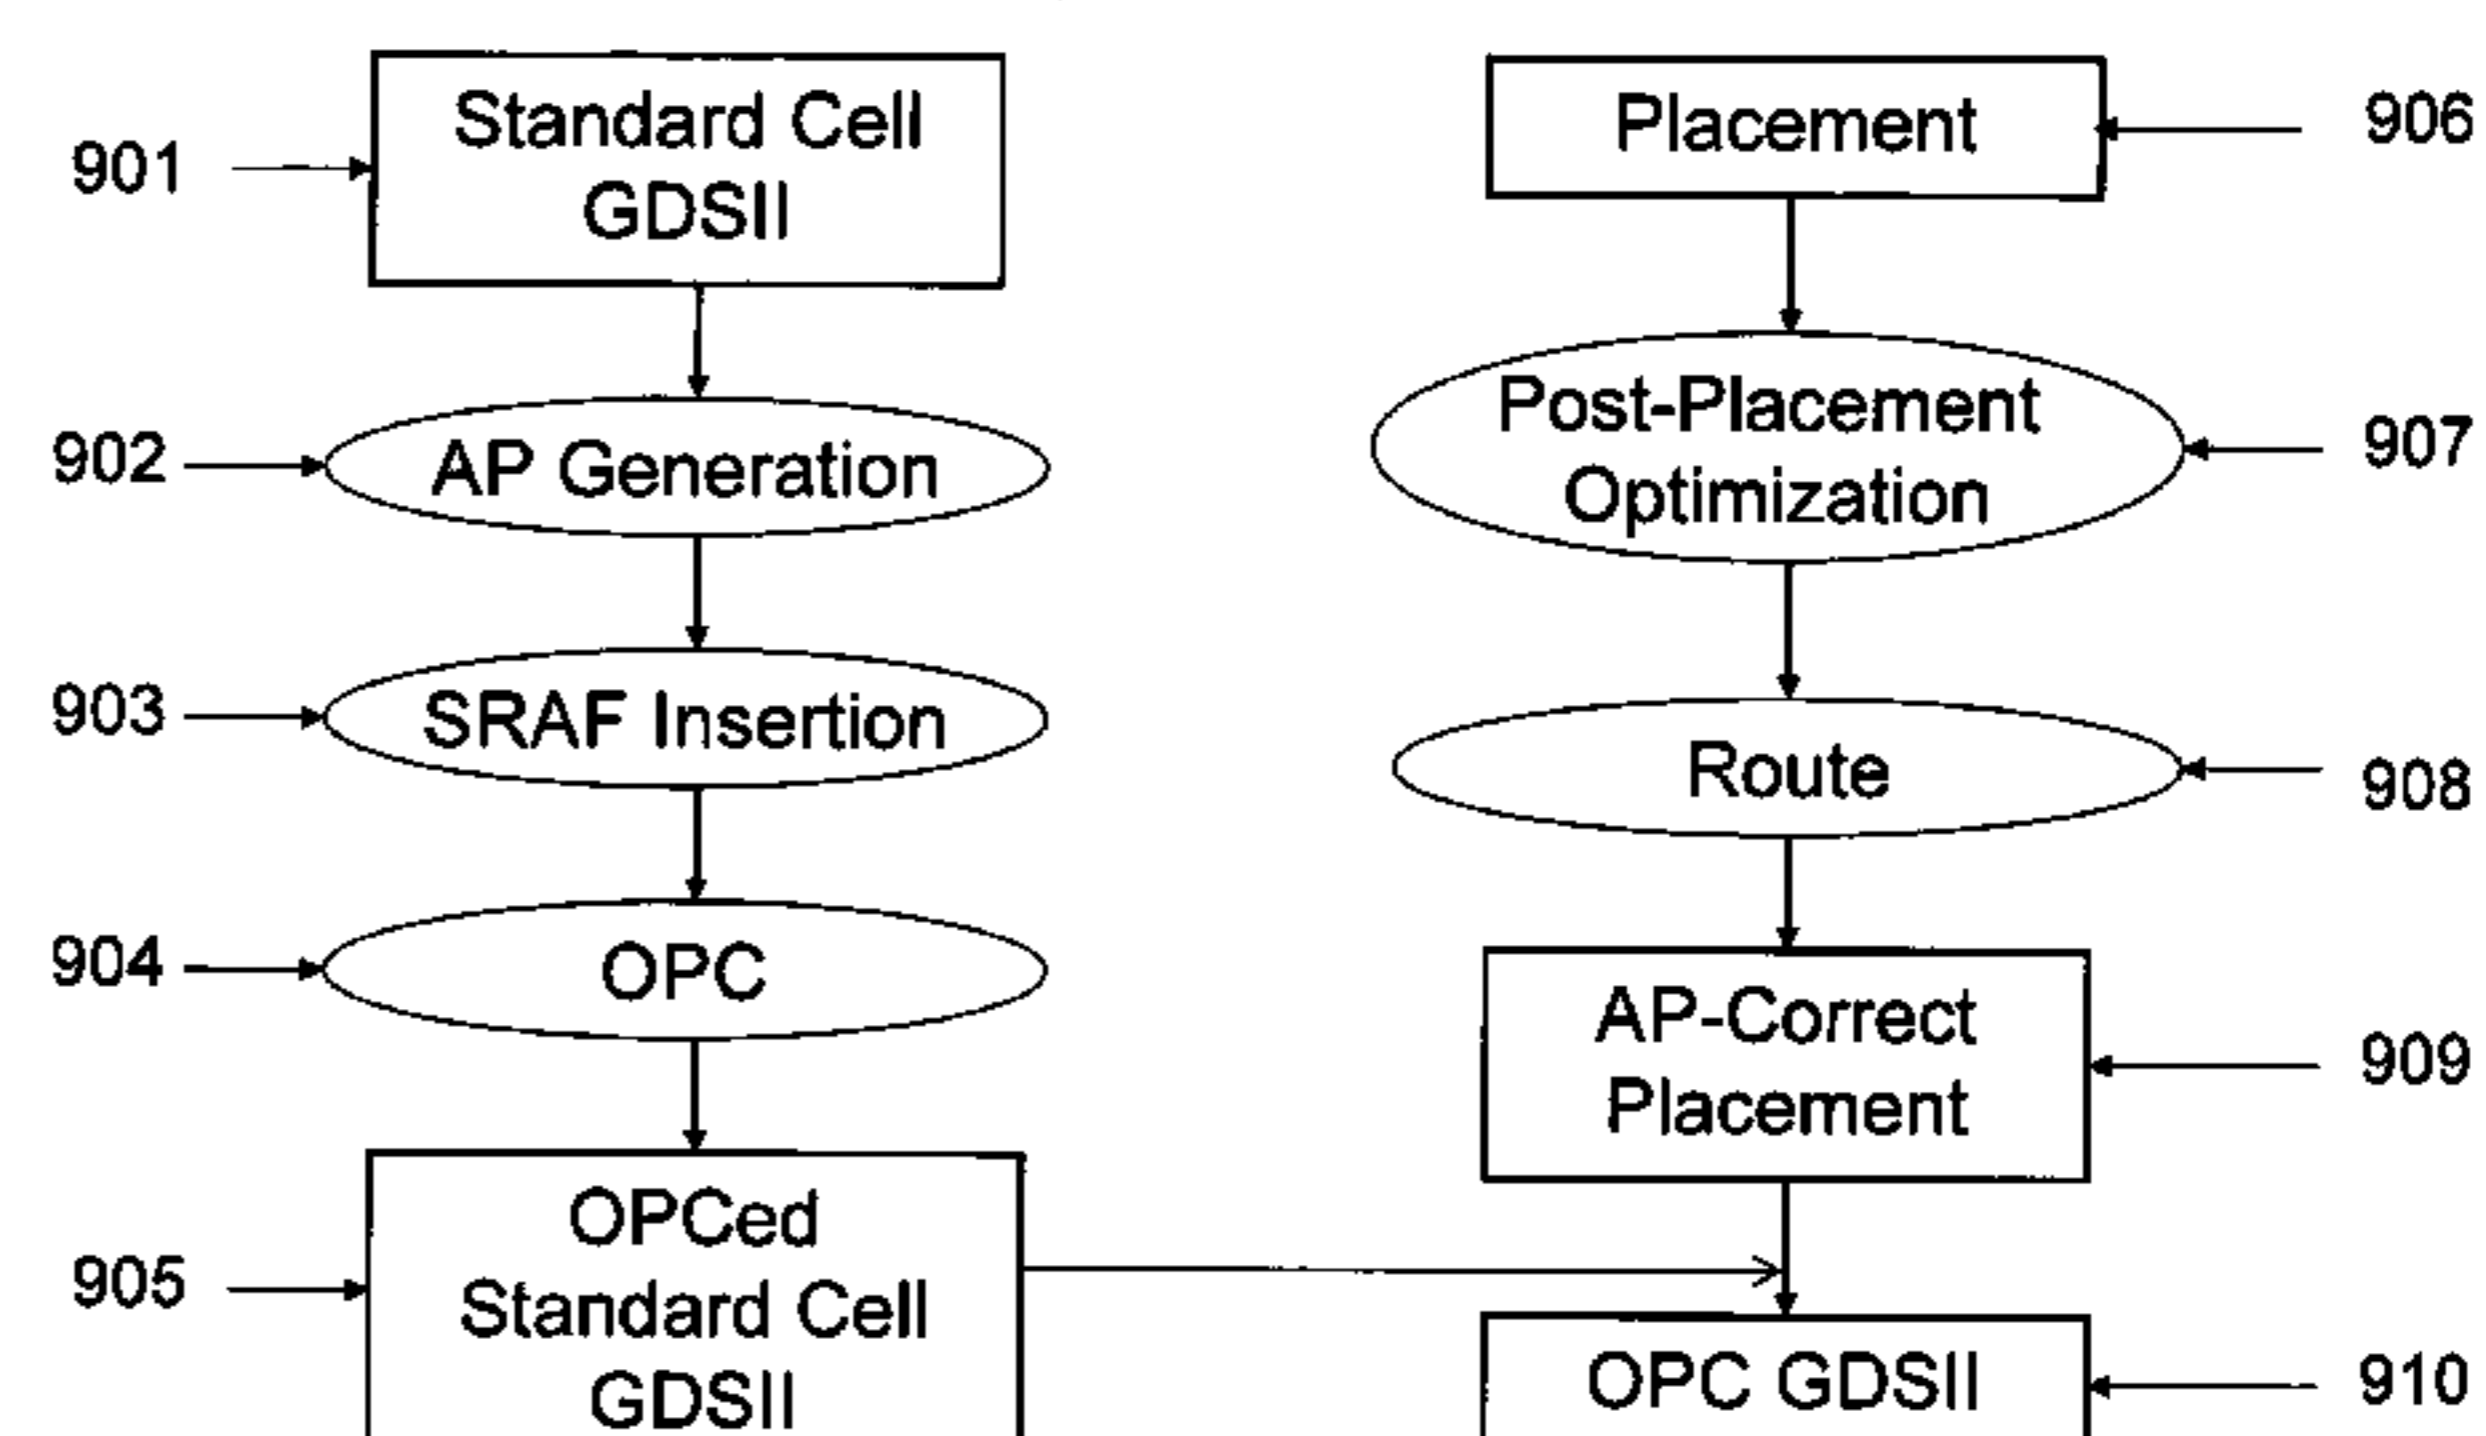 901
Standard Cell
GDSII
902
AP Generation
903
SRAF Insertion
904
OPC
905
OPCed
Standard Cell
GDSII
Placement
906
Post-Placement
Optimization
907
Route
908
AP-Correct
Placement
909
OPC GDSII
910